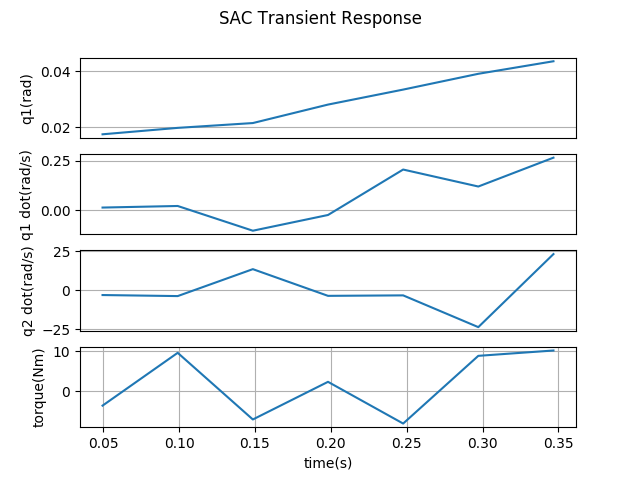 SAC Transient Response
q1(rad)
0.04
0.02
q1 dot(rad/s)
0.25
0.00
q2 dot(rad/s)
25
0
−25
torque(Nm)
10
0
0.05 0.10 0.15 0.20 0.25 0.30 0.35
time(s)